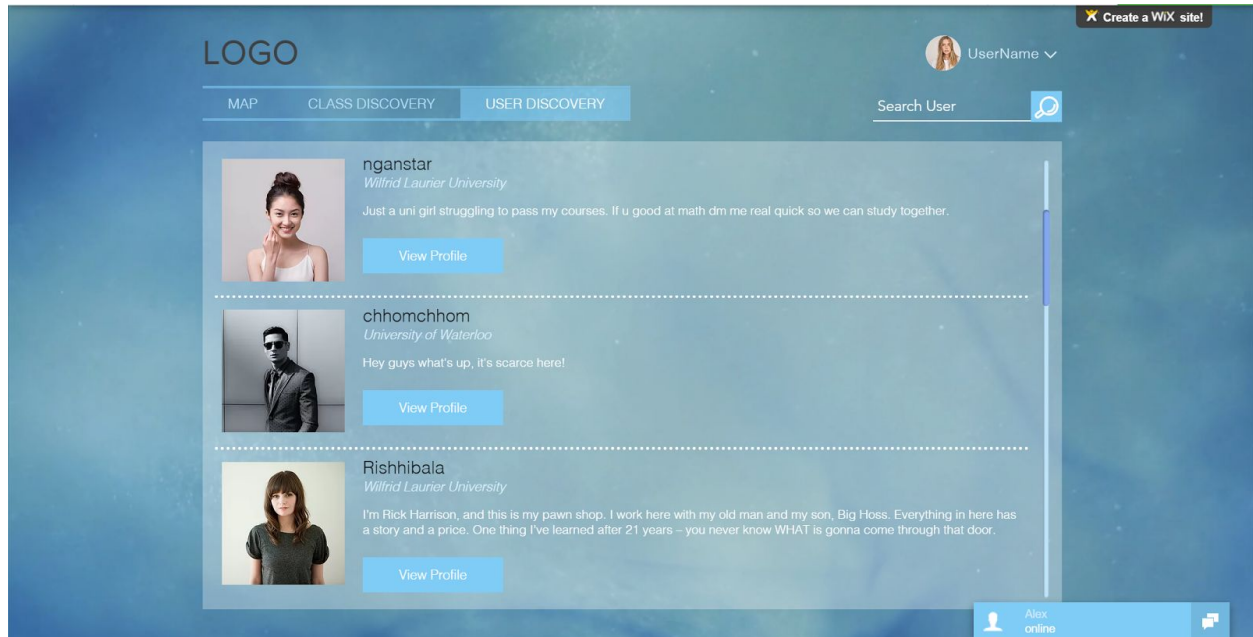 Create a WiX site!
LOGO
UserName
MAP CLASS DISCOVERY USER DISCOVERY
Search User
nganstar
Wilfrid Laurier University
Just a uni girl struggling to pass my courses. If u good at math dm me real quick so we can study together.
View Profile
chhomchhom
University of Waterloo
Hey guys what's up, it's scarce here!
View Profile
Rishhibala
Wilfrid Laurier University
I'm Rick Harrison, and this is my pawn shop. I work here with my old man and my son, Big Hoss. Everything in here has
a story and a price. One thing I've learned after 21 years – you never know WHAT is gonna come through that door.
View Profile
Alex
online